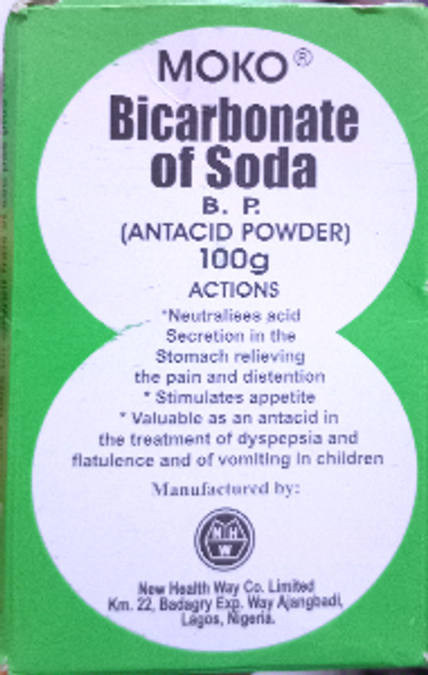 MOKO®
Bicarbonate
of Soda
B. P.
(ANTACID POWDER)
100g
ACTIONS
*Neutralises acid
Secretion in the
Stomach relieving
the pain and distention
* Stimulates appetite
* Valuable as an antacid in
the treatment of dyspepsia and
flatulence and of vomiting in children
Manufactured by:
N H
W
New Health Way Co. Limited
Km. 22, Badagry Exp. Way Ajangbadi,
Lagos, Nigeria.